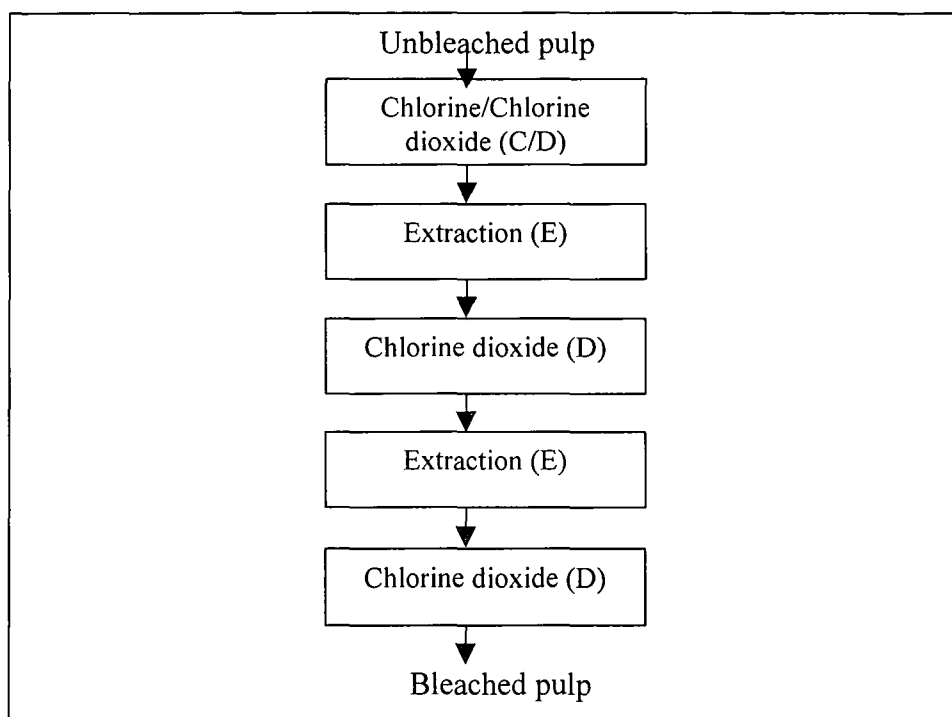 Unbleached pulp
Chlorine/Chlorine
dioxide (C/D)
Extraction (E)
Chlorine dioxide (D)
Extraction (E)
Chlorine dioxide (D)
Bleached pulp